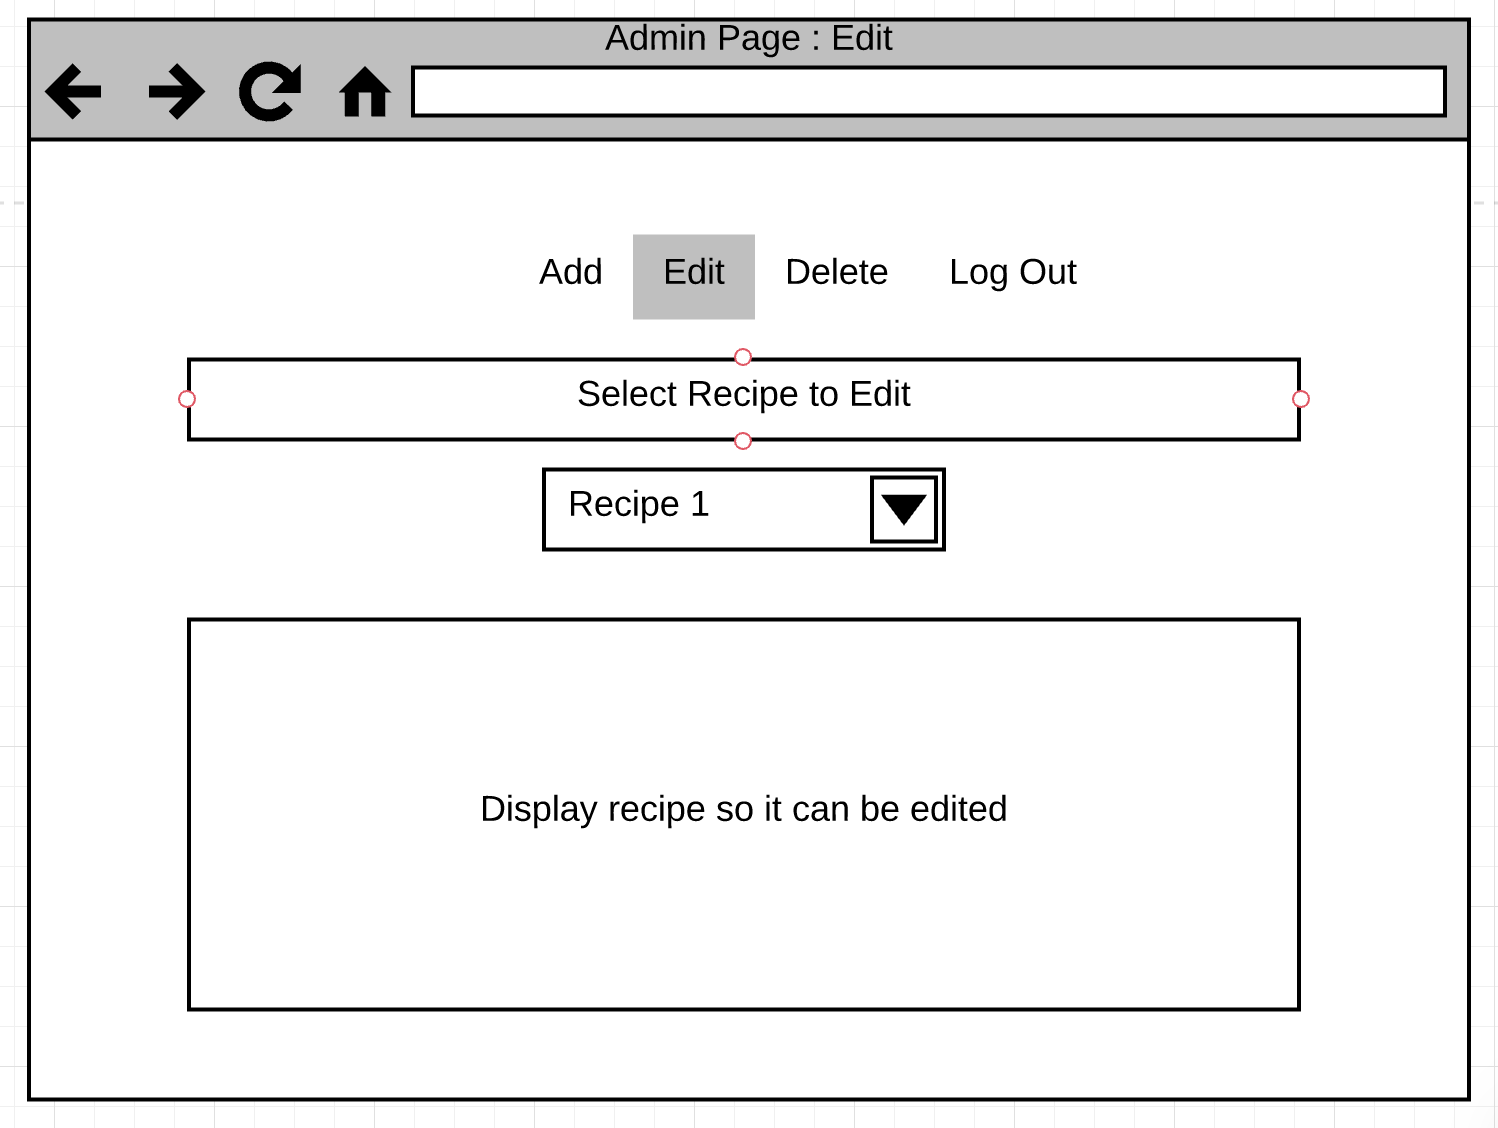 Admin Page : Edit
Add Edit Delete Log Out
Select Recipe to Edit
Recipe 1
Display recipe so it can be edited